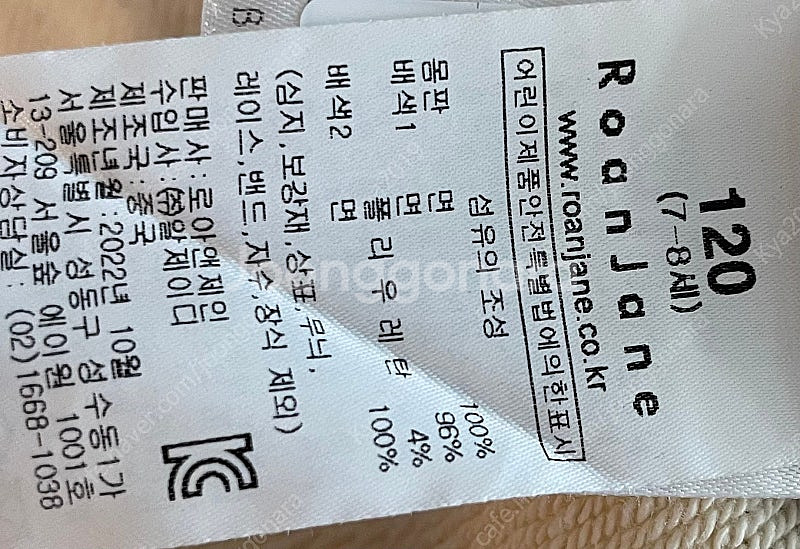 120
(7-8세)
RoanJane
www.roanjane.co.kr
어린이제품안전특별법에의한표시
섬유의 조성
몸판 면 100%
배색1 면 96%
폴리우레탄 4%
배색2 면 100%
(심지,보강재,상표,무늬,
레이스,밴드,자수,장식 제외)
판매사:로아앤제인
수입사:㈜알제이디
제조국:중국
제조년월:2022년 10월
서울특별시 성동구 성수동1가
13-209 서울숲 에이원 1001호
소비자상담실: (02)1668-1038